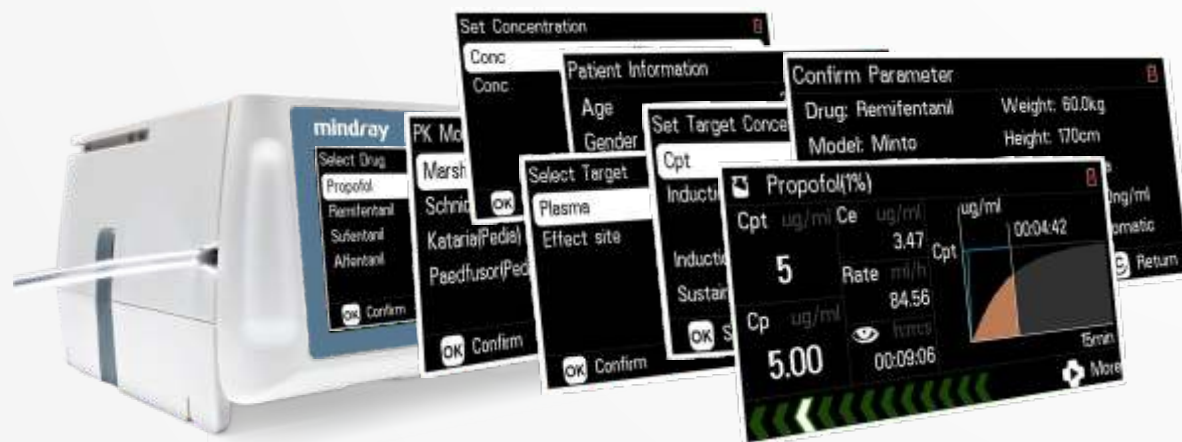 mindray
Select Drug
Propofol
Remifentanil
Sufentanil
Alfentanil
OK Confirm
PK Mo
Marsh
Schni
Kataria(Pedia)
Paedfusor(Ped
OK Confirm
Set Concentration
Conc
Conc
OK
Patient Information
Age
Gender
Select Target
Plasma
Effect site
OK Confirm
Set Target Conce
Cpt
Inducti
Inducti
Sustain
OK S
Confirm Parameter
Drug: Remifentanil Weight: 60.0kg
Model: Minto Height: 170cm
0ng/ml
omatic
C Return
Propofol(1%)
Cpt ug/ml Ce ug/ml ug/ml
3.47 00:04:42
5 Rate ml/h Cpt
84.56
Cp ug/ml h:m:s
5.00 00:09:06 15min
More